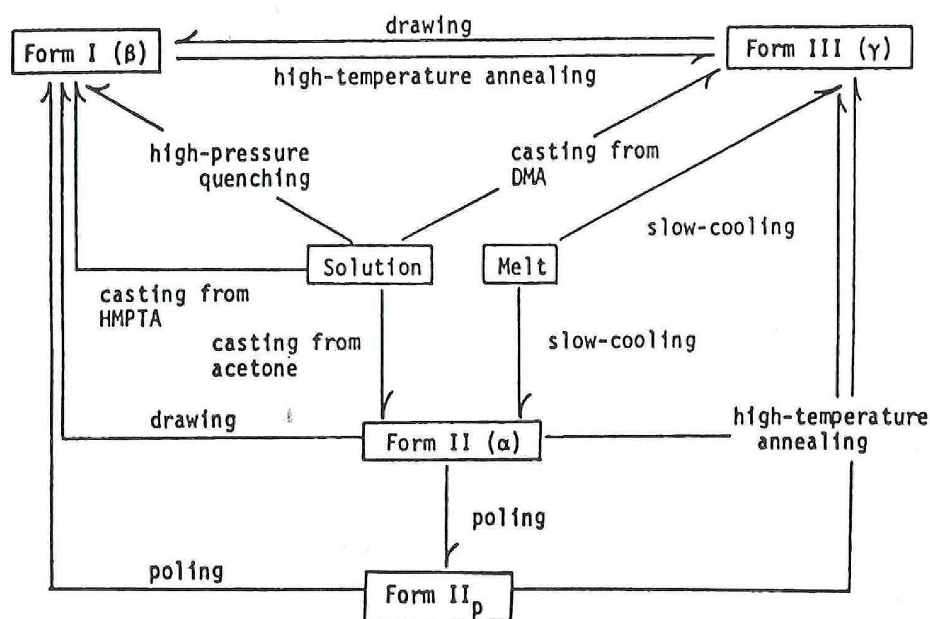 drawing
Form I (β)
Form III (γ)
high-temperature annealing
high-pressure
quenching
casting from
DMA
slow-cooling
Solution
Melt
casting from
HMPTA
casting from
acetone
slow-cooling
drawing
Form II (α)
high-temperature
annealing
poling
poling
Form IIp